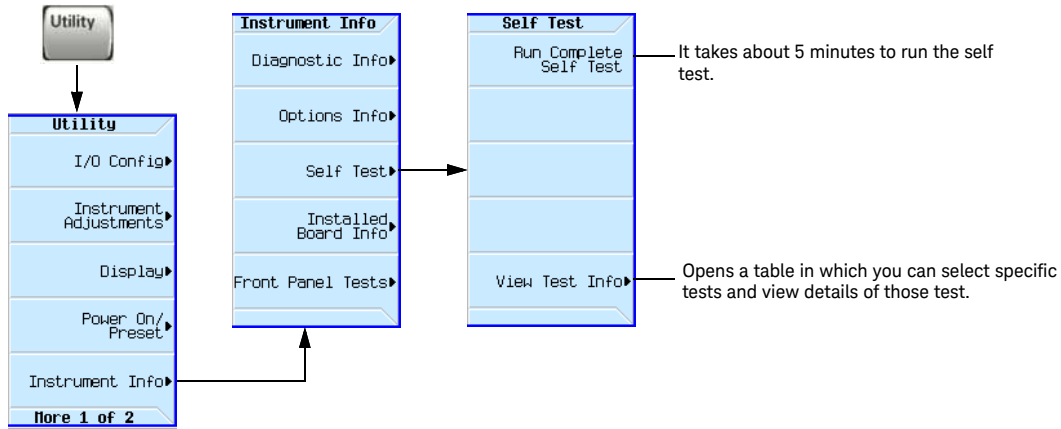 Utility
Utility
I/O Config
Instrument
Adjustments
Display
Power On/
Preset
Instrument Info
More 1 of 2
Instrument Info
Diagnostic Info
Options Info
Self Test
Installed
Board Info
Front Panel Tests
Self Test
Run Complete
Self Test
View Test Info
It takes about 5 minutes to run the self
test.
Opens a table in which you can select specific
tests and view details of those test.